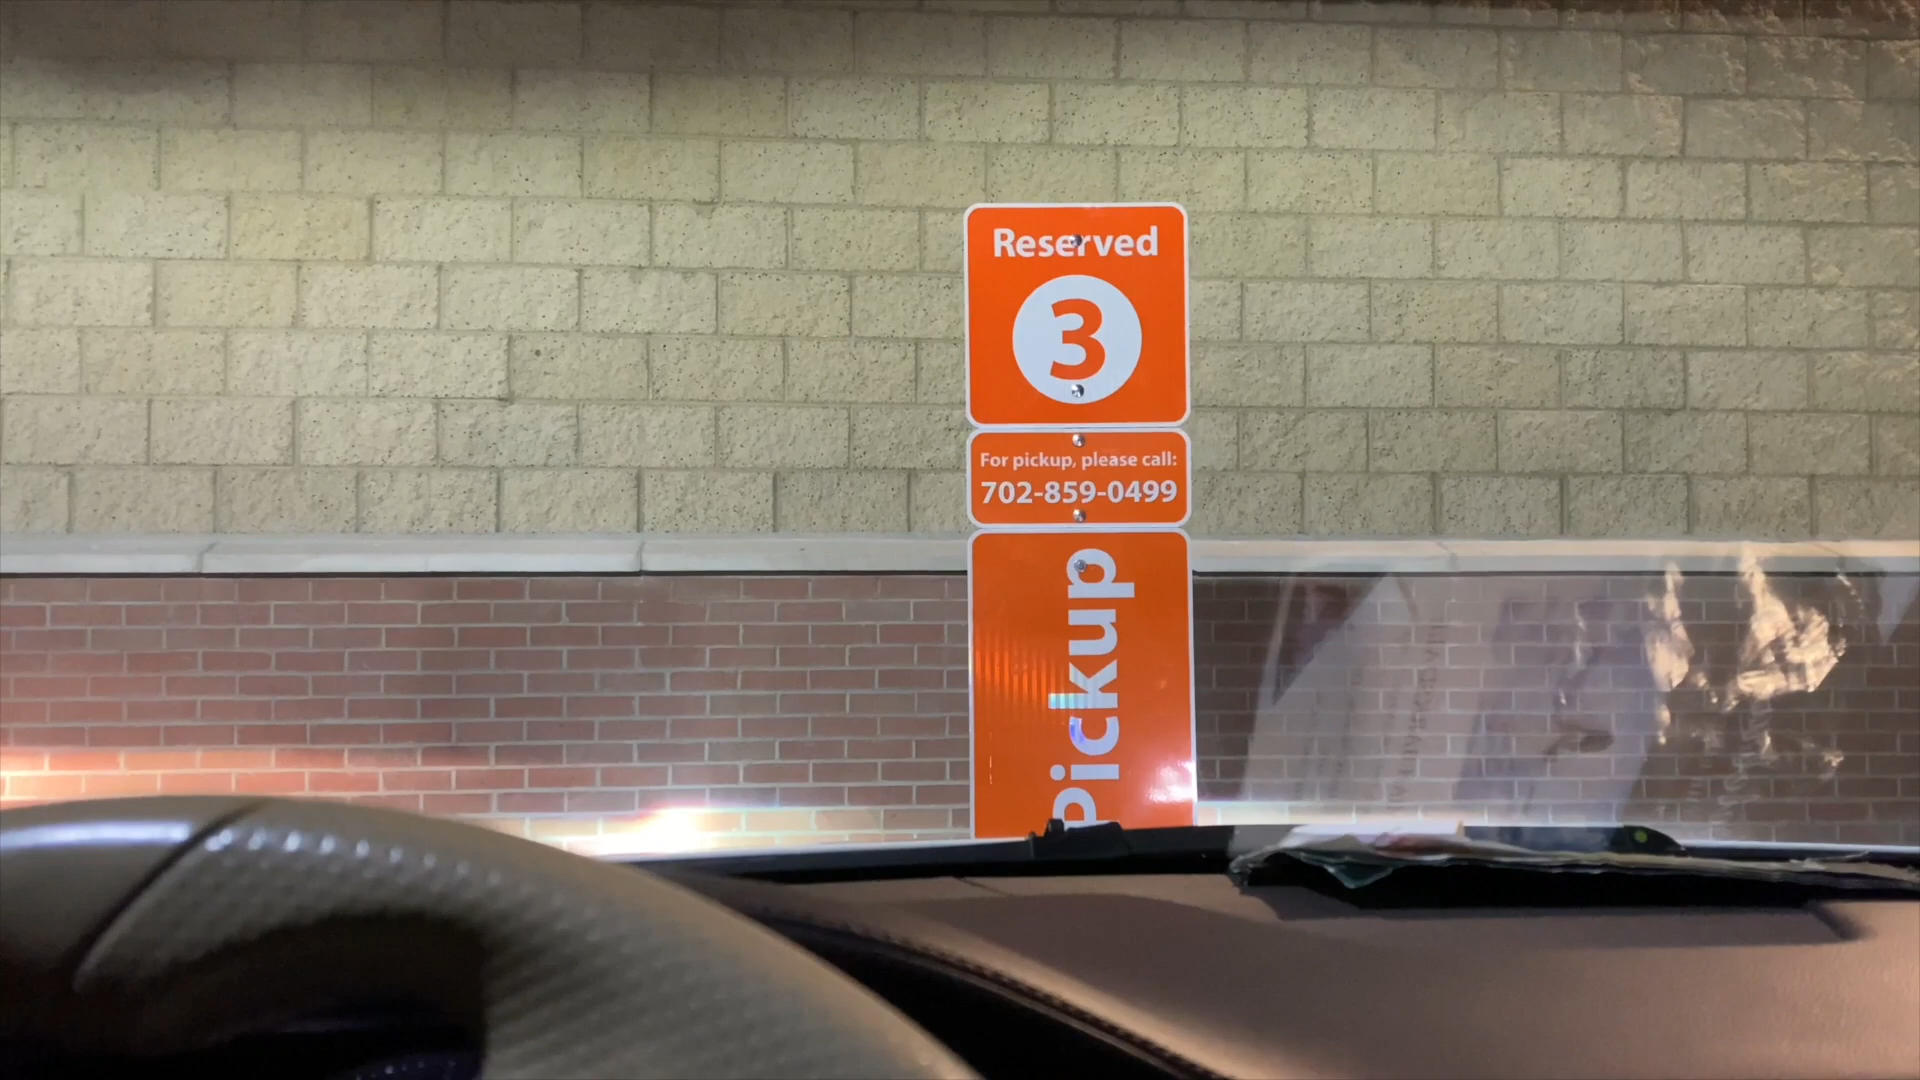 Reserved
3
For pickup, please call:
702-859-0499
Pickup